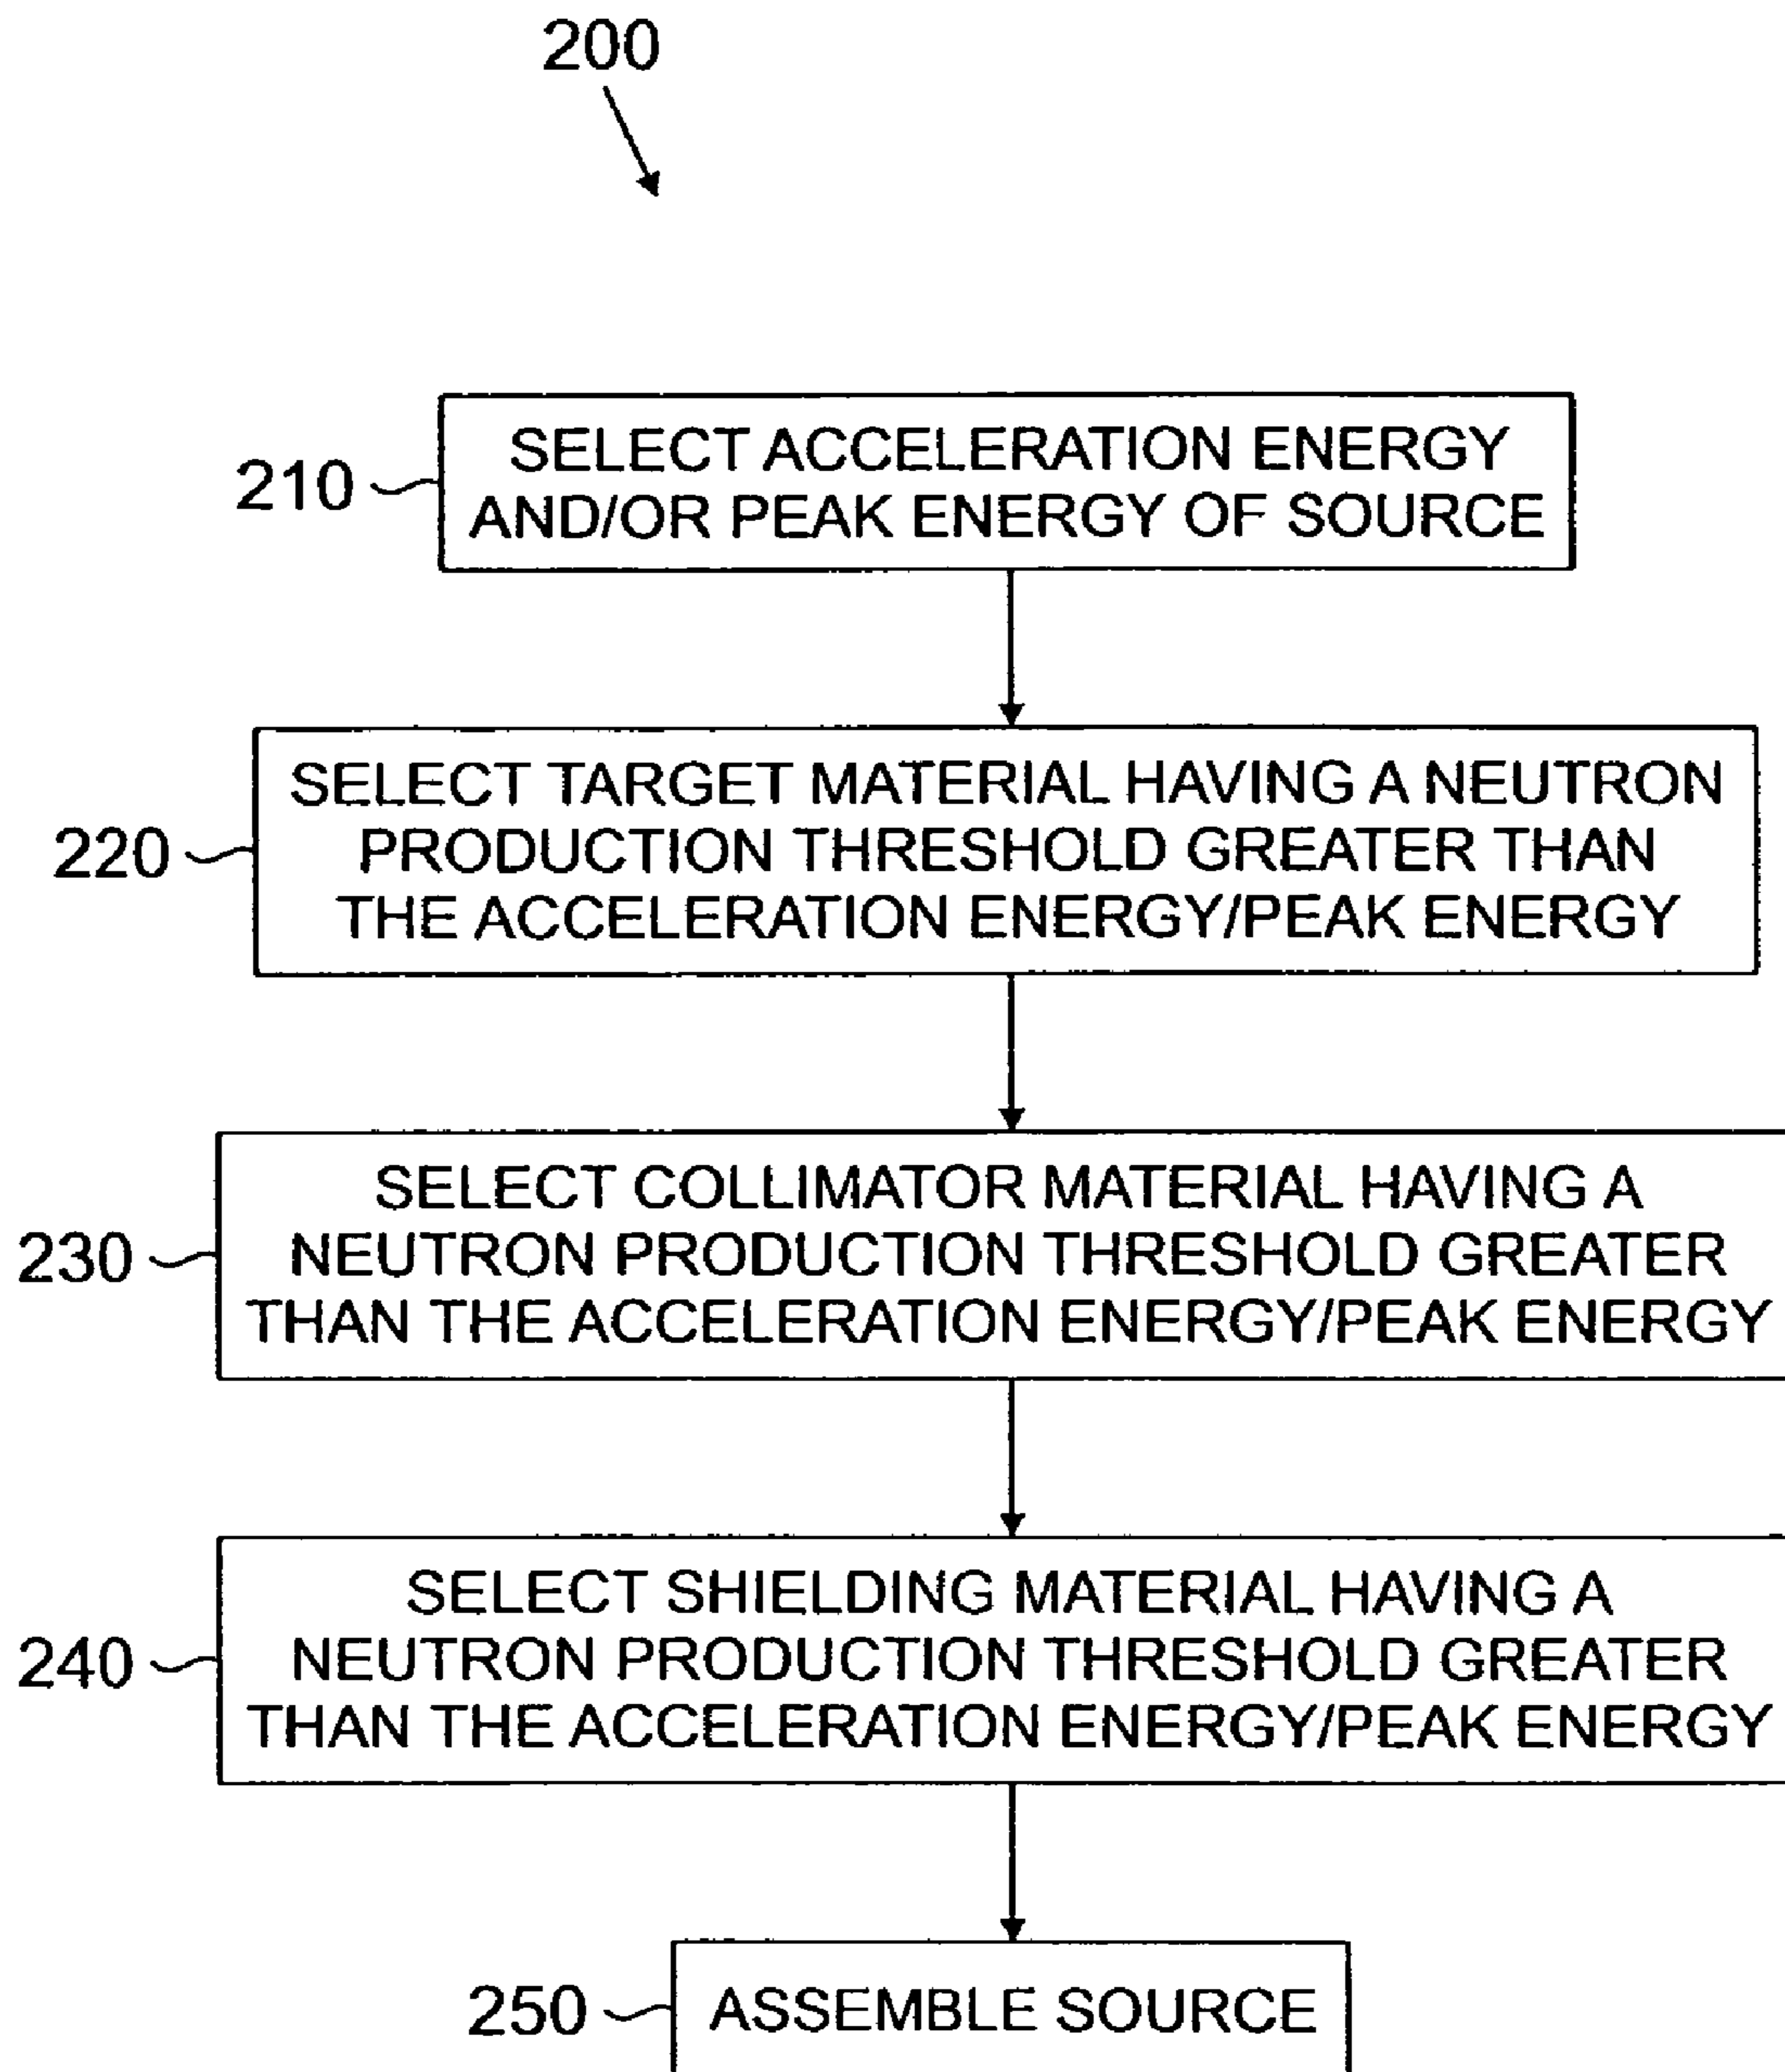 200
210
SELECT ACCELERATION ENERGY
AND/OR PEAK ENERGY OF SOURCE
220
SELECT TARGET MATERIAL HAVING A NEUTRON
PRODUCTION THRESHOLD GREATER THAN
THE ACCELERATION ENERGY/PEAK ENERGY
230
SELECT COLLIMATOR MATERIAL HAVING A
NEUTRON PRODUCTION THRESHOLD GREATER
THAN THE ACCELERATION ENERGY/PEAK ENERGY
240
SELECT SHIELDING MATERIAL HAVING A
NEUTRON PRODUCTION THRESHOLD GREATER
THAN THE ACCELERATION ENERGY/PEAK ENERGY
250
ASSEMBLE SOURCE